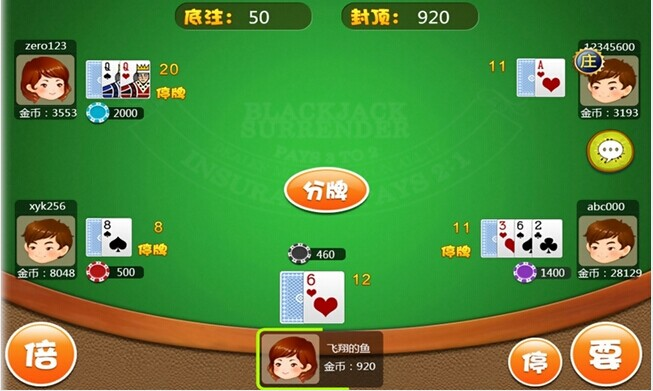 底注： 50
封顶： 920
zero123
金币：3553
Q
Q
20
停牌
2000
11
A
12345600
庄
金币：3193
BLACKJACK
SURRENDER
PAYS
INSURANCE PAYS 2-1
xyk256
金币：8048
8
8
停牌
500
分牌
460
6
12
11
停牌
3
6
2
1400
abc000
金币：28129
倍
飞翔的鱼
金币：920
停
要